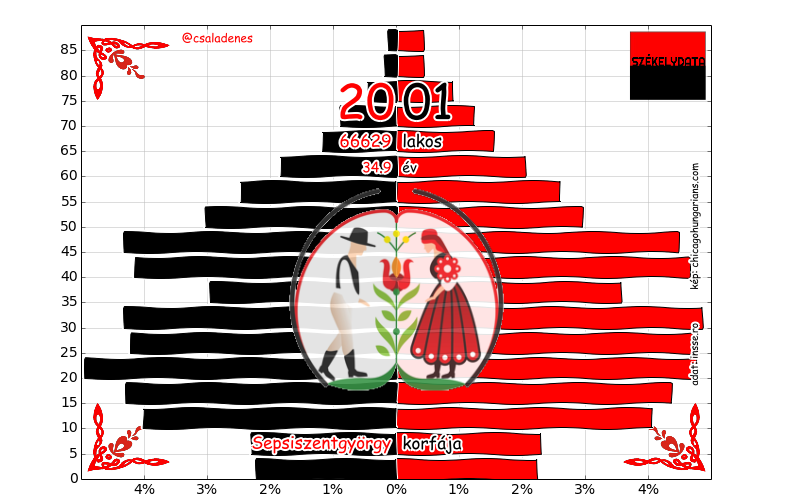 @csaladenes
SZÉKELYDATA
2001
66629 lakos
34.9 év
Sepsiszentgyörgy korfája
kép: chicagohungarians.com
adat: insse.ro
85
80
75
70
65
60
55
50
45
40
35
30
25
20
15
10
5
0
4% 3% 2% 1% 0% 1% 2% 3% 4%